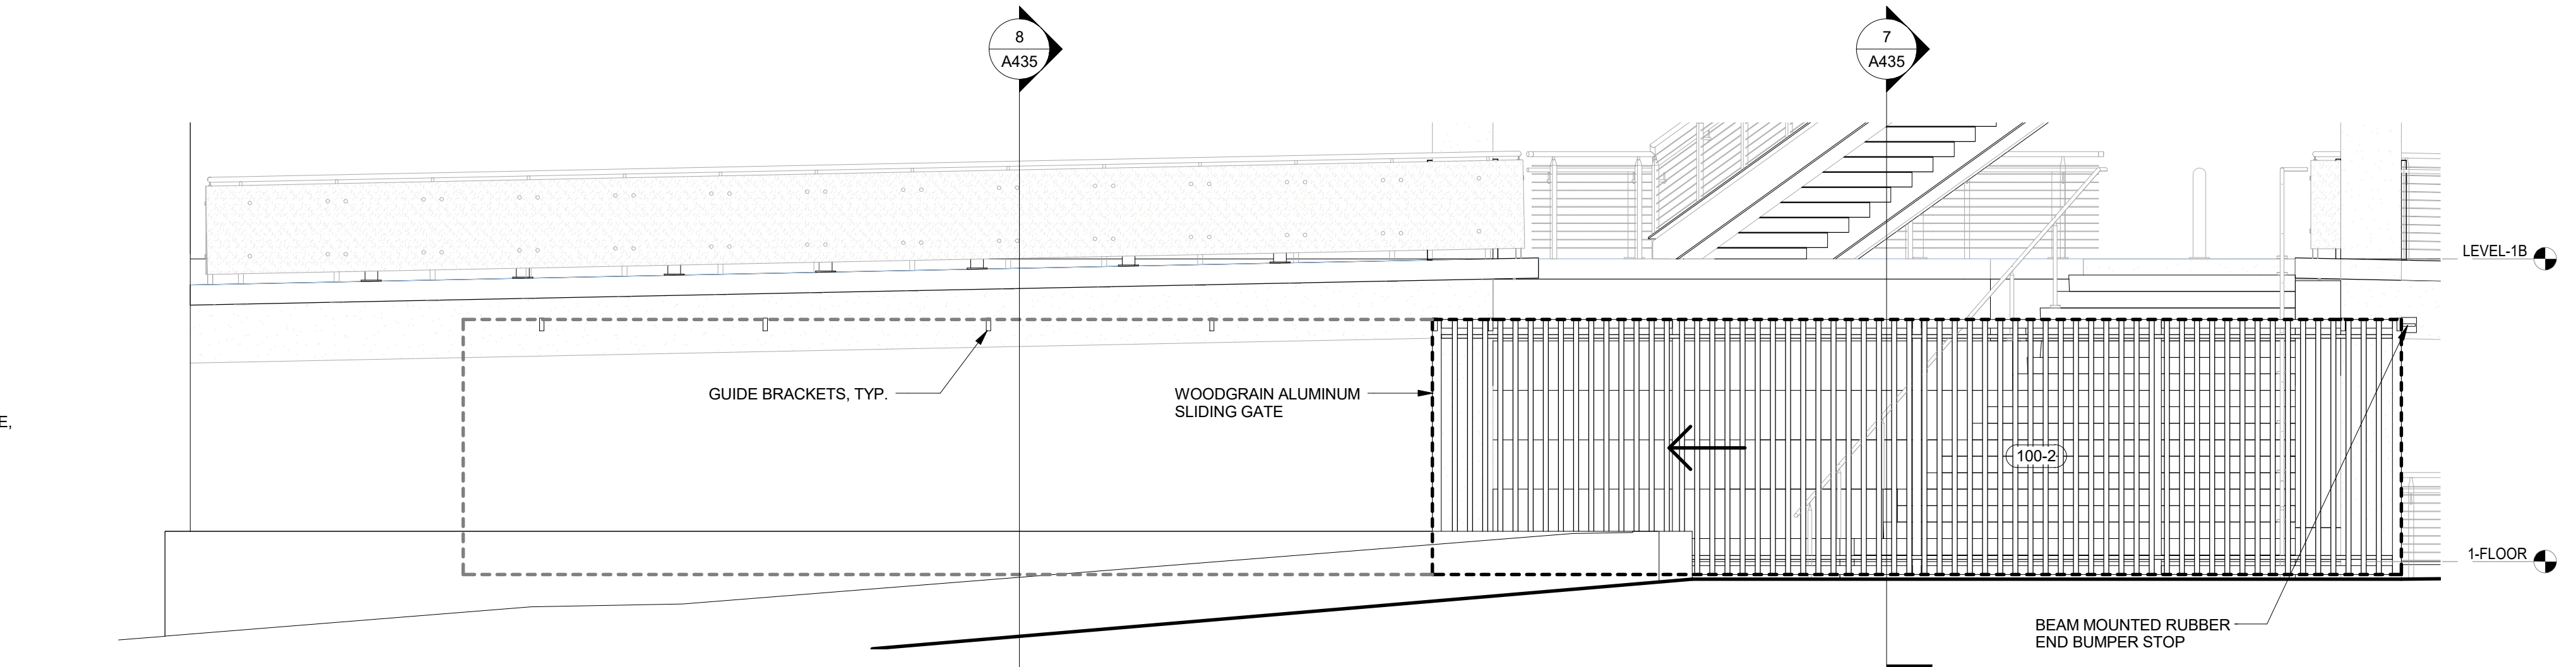 8
A435
7
A435
LEVEL-1B
GUIDE BRACKETS, TYP.
WOODGRAIN ALUMINUM
SLIDING GATE
E,
100-2
1-FLOOR
BEAM MOUNTED RUBBER
END BUMPER STOP